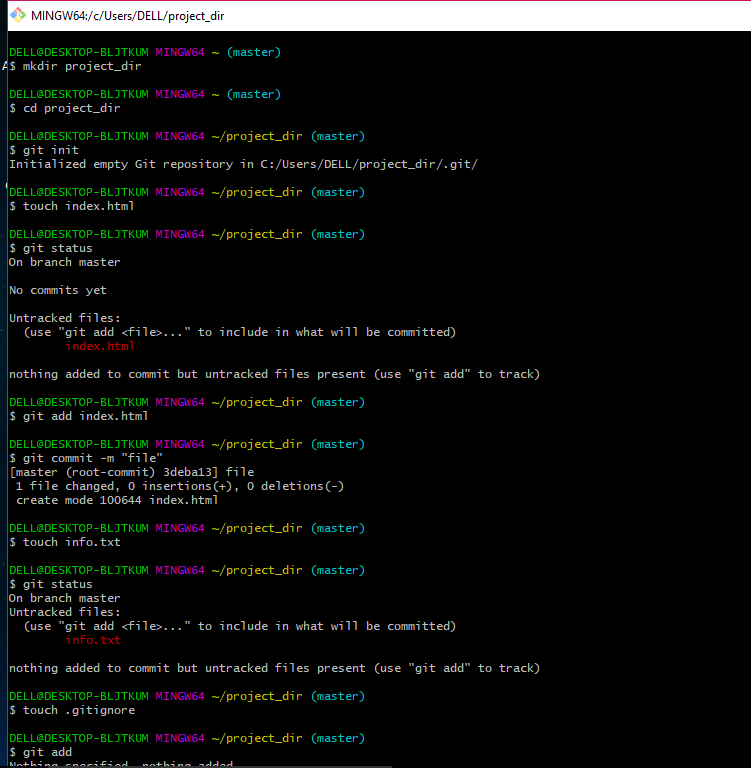 MINGW64:/c/Users/DELL/project_dir
DELL@DESKTOP-BLJTKUM MINGW64 ~ (master)
$ mkdir project_dir
DELL@DESKTOP-BLJTKUM MINGW64 ~ (master)
$ cd project_dir
DELL@DESKTOP-BLJTKUM MINGW64 ~/project_dir (master)
$ git init
Initialized empty Git repository in C:/Users/DELL/project_dir/.git/
DELL@DESKTOP-BLJTKUM MINGW64 ~/project_dir (master)
$ touch index.html
DELL@DESKTOP-BLJTKUM MINGW64 ~/project_dir (master)
$ git status
On branch master
No commits yet
Untracked files:
(use "git add <file>..." to include in what will be committed)
index.html
nothing added to commit but untracked files present (use "git add" to track)
DELL@DESKTOP-BLJTKUM MINGW64 ~/project_dir (master)
$ git add index.html
DELL@DESKTOP-BLJTKUM MINGW64 ~/project_dir (master)
$ git commit -m "file"
[master (root-commit) 3deba13] file
1 file changed, 0 insertions(+), 0 deletions(-)
create mode 100644 index.html
DELL@DESKTOP-BLJTKUM MINGW64 ~/project_dir (master)
$ touch info.txt
DELL@DESKTOP-BLJTKUM MINGW64 ~/project_dir (master)
$ git status
On branch master
Untracked files:
(use "git add <file>..." to include in what will be committed)
info.txt
nothing added to commit but untracked files present (use "git add" to track)
DELL@DESKTOP-BLJTKUM MINGW64 ~/project_dir (master)
$ touch .gitignore
DELL@DESKTOP-BLJTKUM MINGW64 ~/project_dir (master)
$ git add
Nothing specified, nothing added.